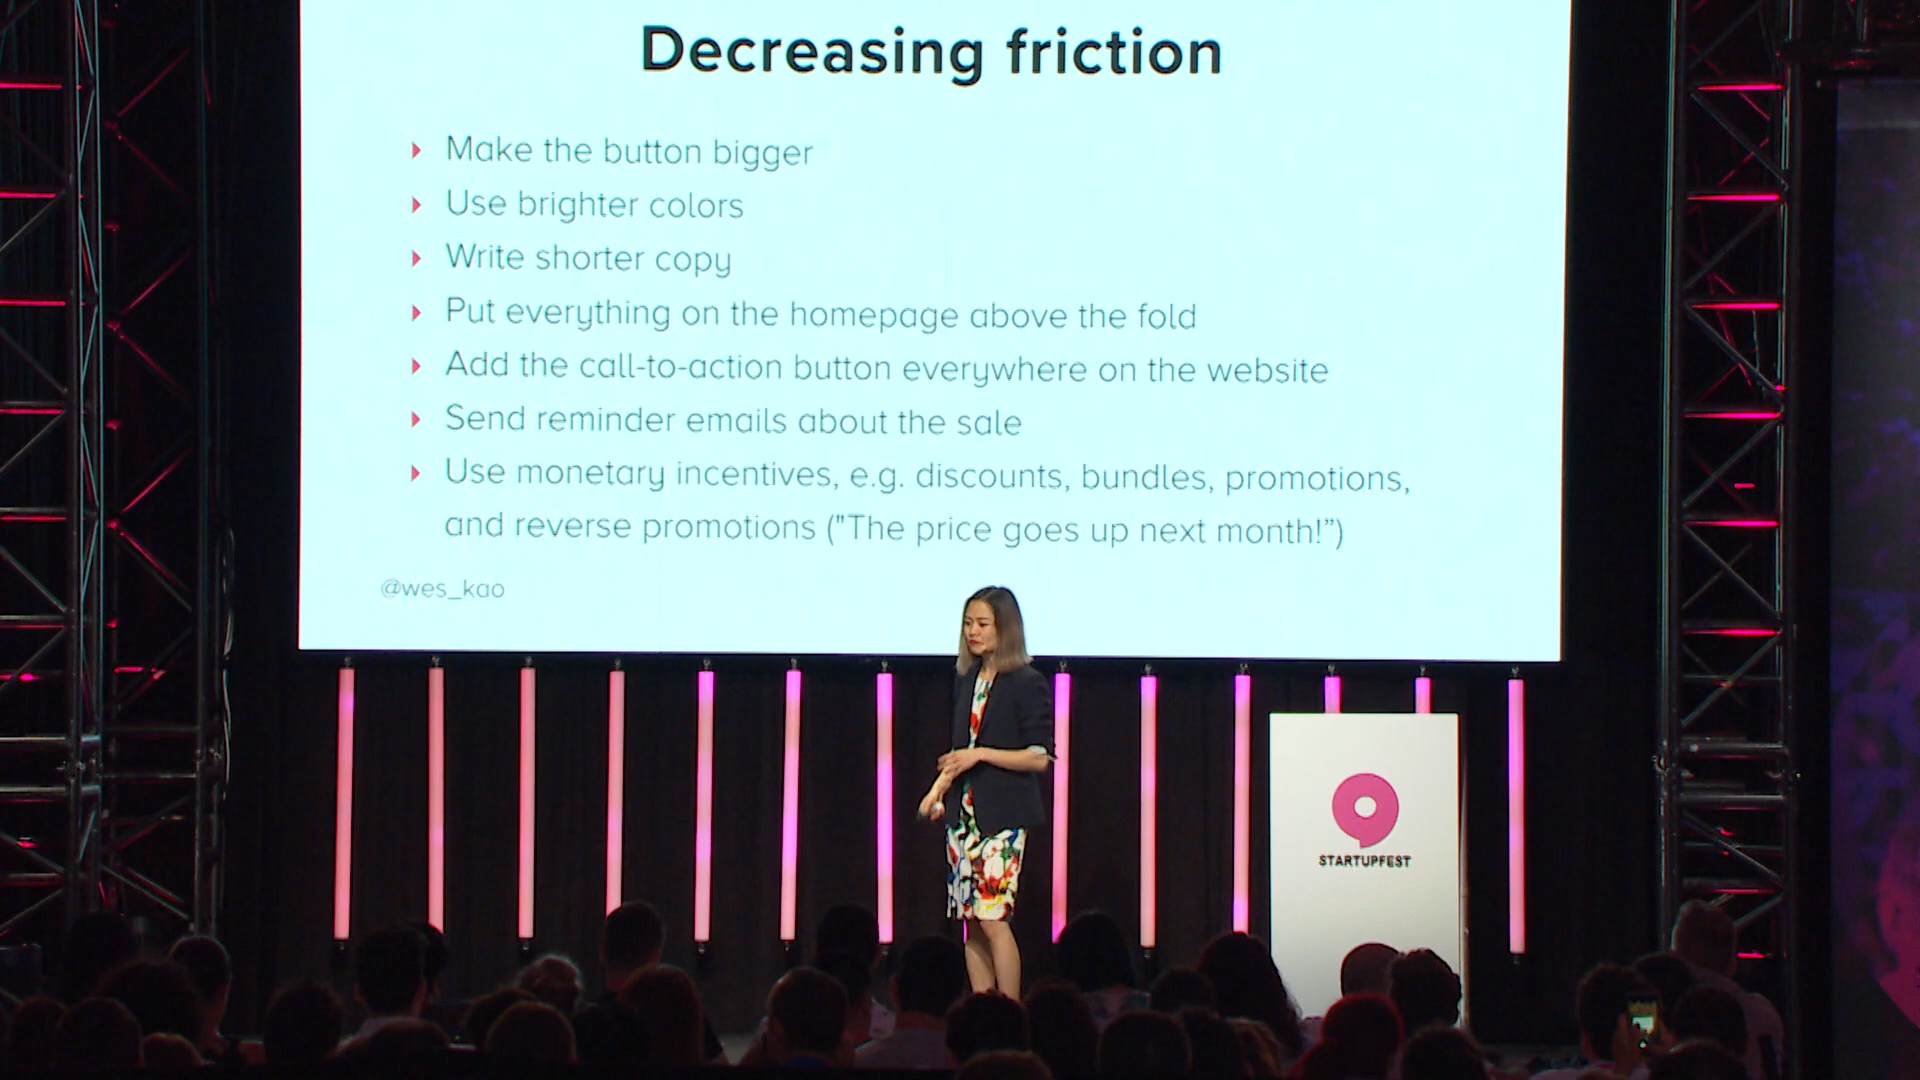 Decreasing friction
Make the button bigger
Use brighter colors
Write shorter copy
Put everything on the homepage above the fold
Add the call-to-action button everywhere on the website
Send reminder emails about the sale
Use monetary incentives, e.g. discounts, bundles, promotions,
and reverse promotions ("The price goes up next month!”)
@wes_kao
STARTUPFEST